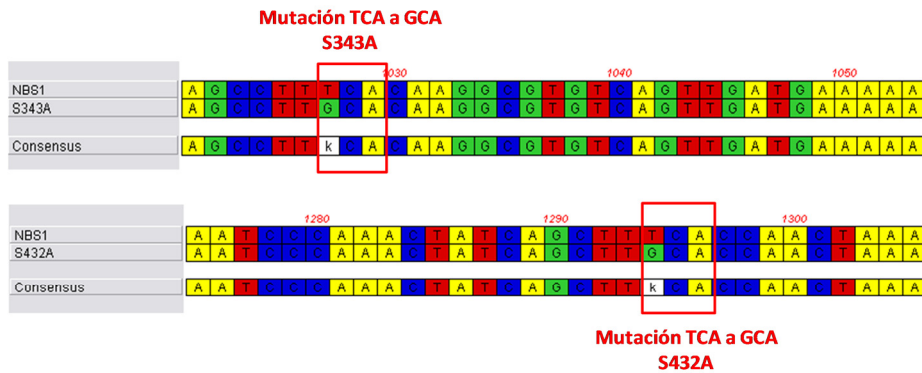 Mutación TCA a GCA
S343A
1030 1040 1050
NBS1 A G C C T T T C A C A A G G C G T G T C A G T T G A T G A A A A A
S343A A G C C T T G C A C A A G G C G T G T C A G T T G A T G A A A A A
Consensus A G C C T T k C A C A A G G C G T G T C A G T T G A T G A A A A A
1280 1290 1300
NBS1 A A T C C C A A A C T A T C A G C T T T C A C C A A C T A A A
S432A A A T C C C A A A C T A T C A G C T T G C A C C A A C T A A A
Consensus A A T C C C A A A C T A T C A G C T T k C A C C A A C T A A A
Mutación TCA a GCA
S432A